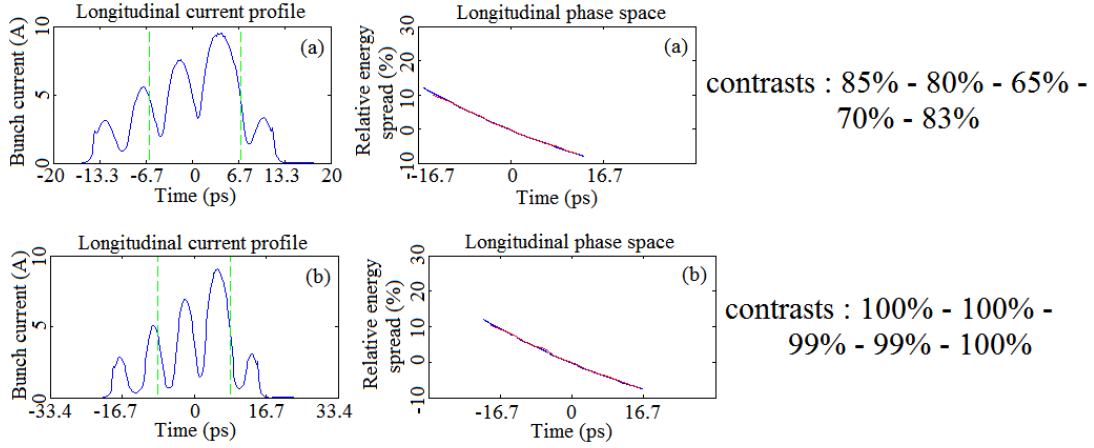 Longitudinal current profile
Bunch current (A)
10
5
0
(a)
-20 -13.3 -6.7 0 6.7 13.3 20
Time (ps)
Longitudinal phase space
Relative energy
spread (%)
30
20
10
0
-10
(a)
-16.7 0 16.7
Time (ps)
contrasts : 85% - 80% - 65% -
70% - 83%
Longitudinal current profile
Bunch current (A)
10
5
0
(b)
-33.4 -16.7 0 16.7 33.4
Time (ps)
Longitudinal phase space
Relative energy
spread (%)
30
20
10
0
-10
(b)
-16.7 0 16.7
Time (ps)
contrasts : 100% - 100% -
99% - 99% - 100%